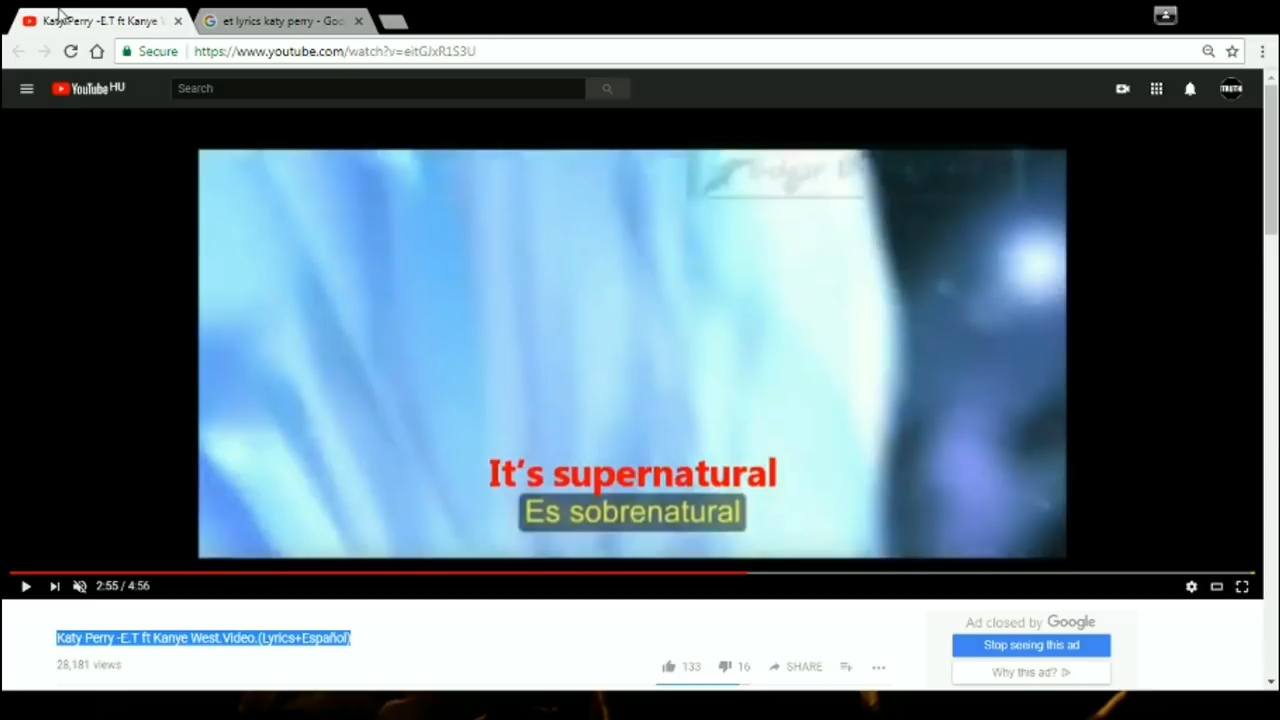 Katy Perry -E.T ft Kanye
et lyrics katy perry - Goo
Secure
https://www.youtube.com/watch?v=eitGJxR1S3U
YouTube HU
Search
TRUTH
It's supernatural
Es sobrenatural
2:55 / 4:56
Katy Perry -E.T ft Kanye West.Video.(Lyrics+Español)
28,181 views
133
16
SHARE
Ad closed by Google
Stop seeing this ad
Why this ad?